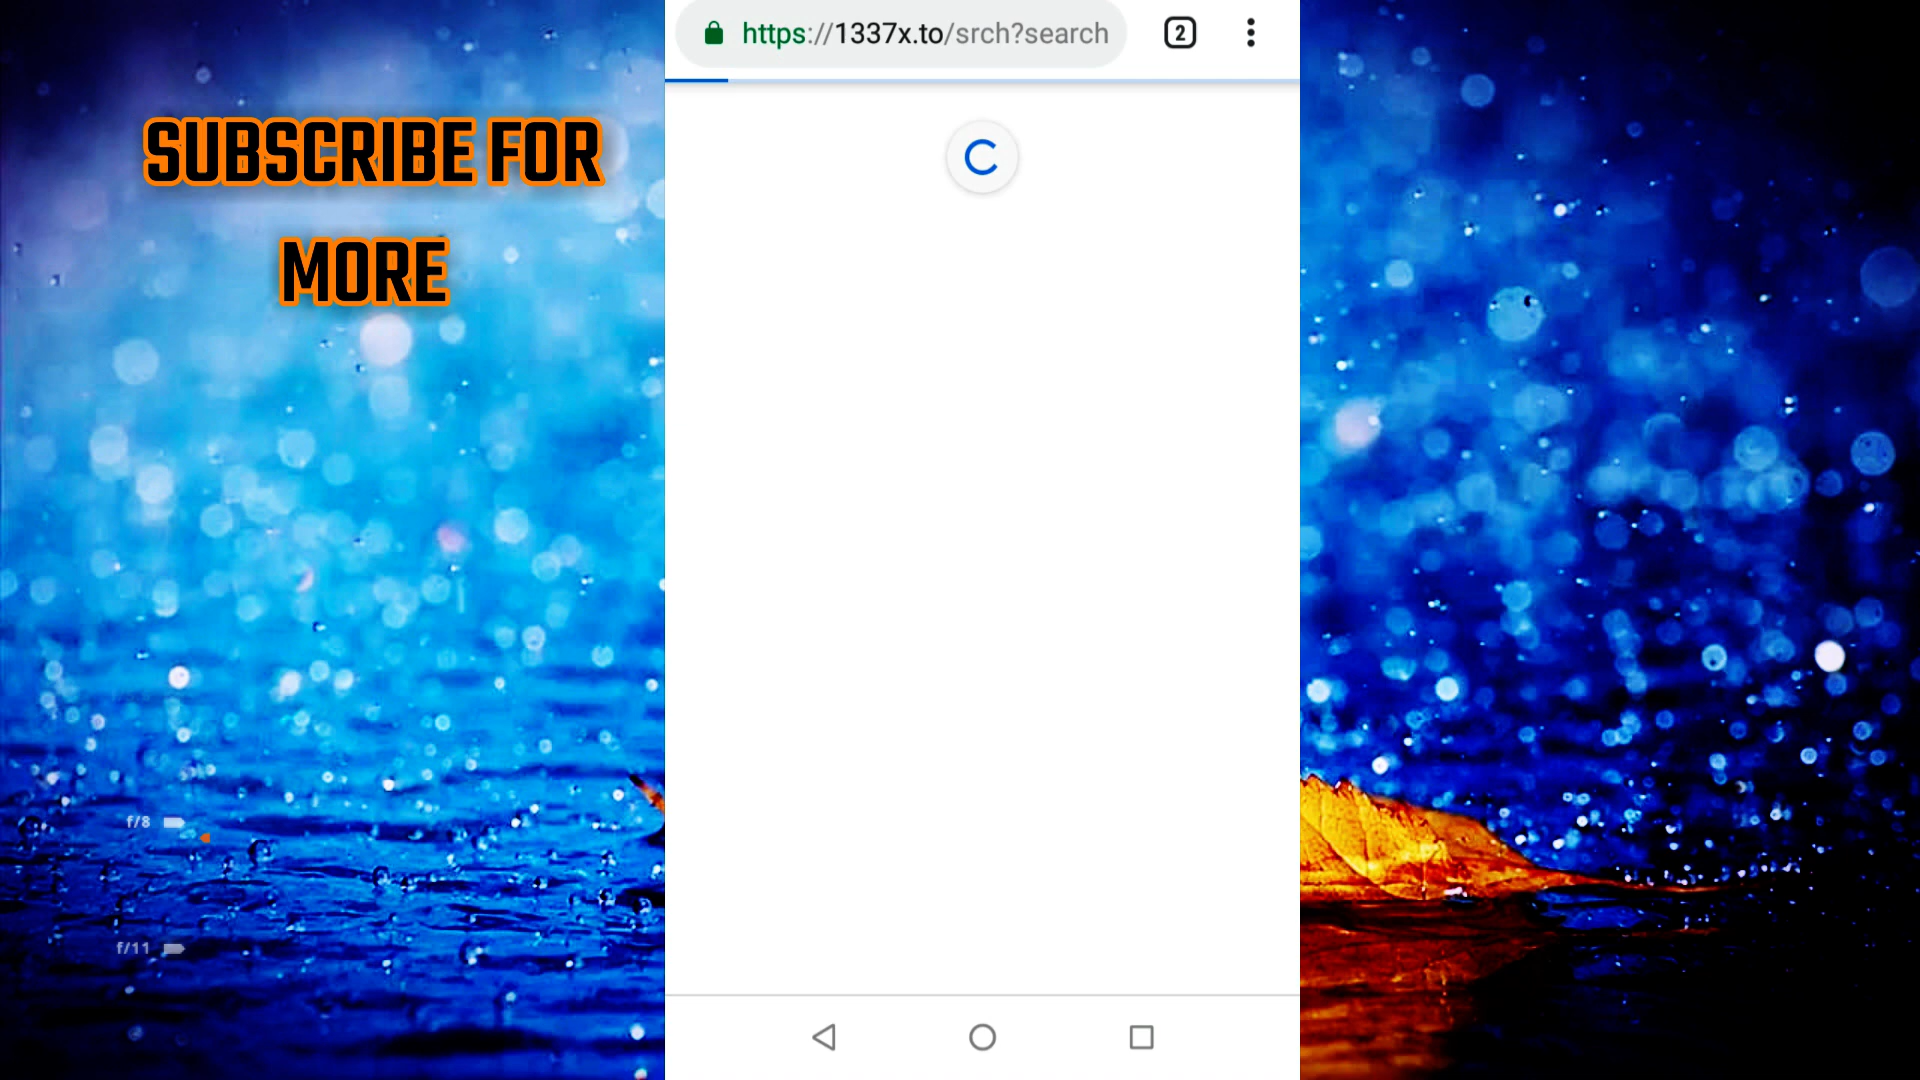 SUBSCRIBE FOR
MORE
https://1337x.to/srch?search
2
f/8
f/11